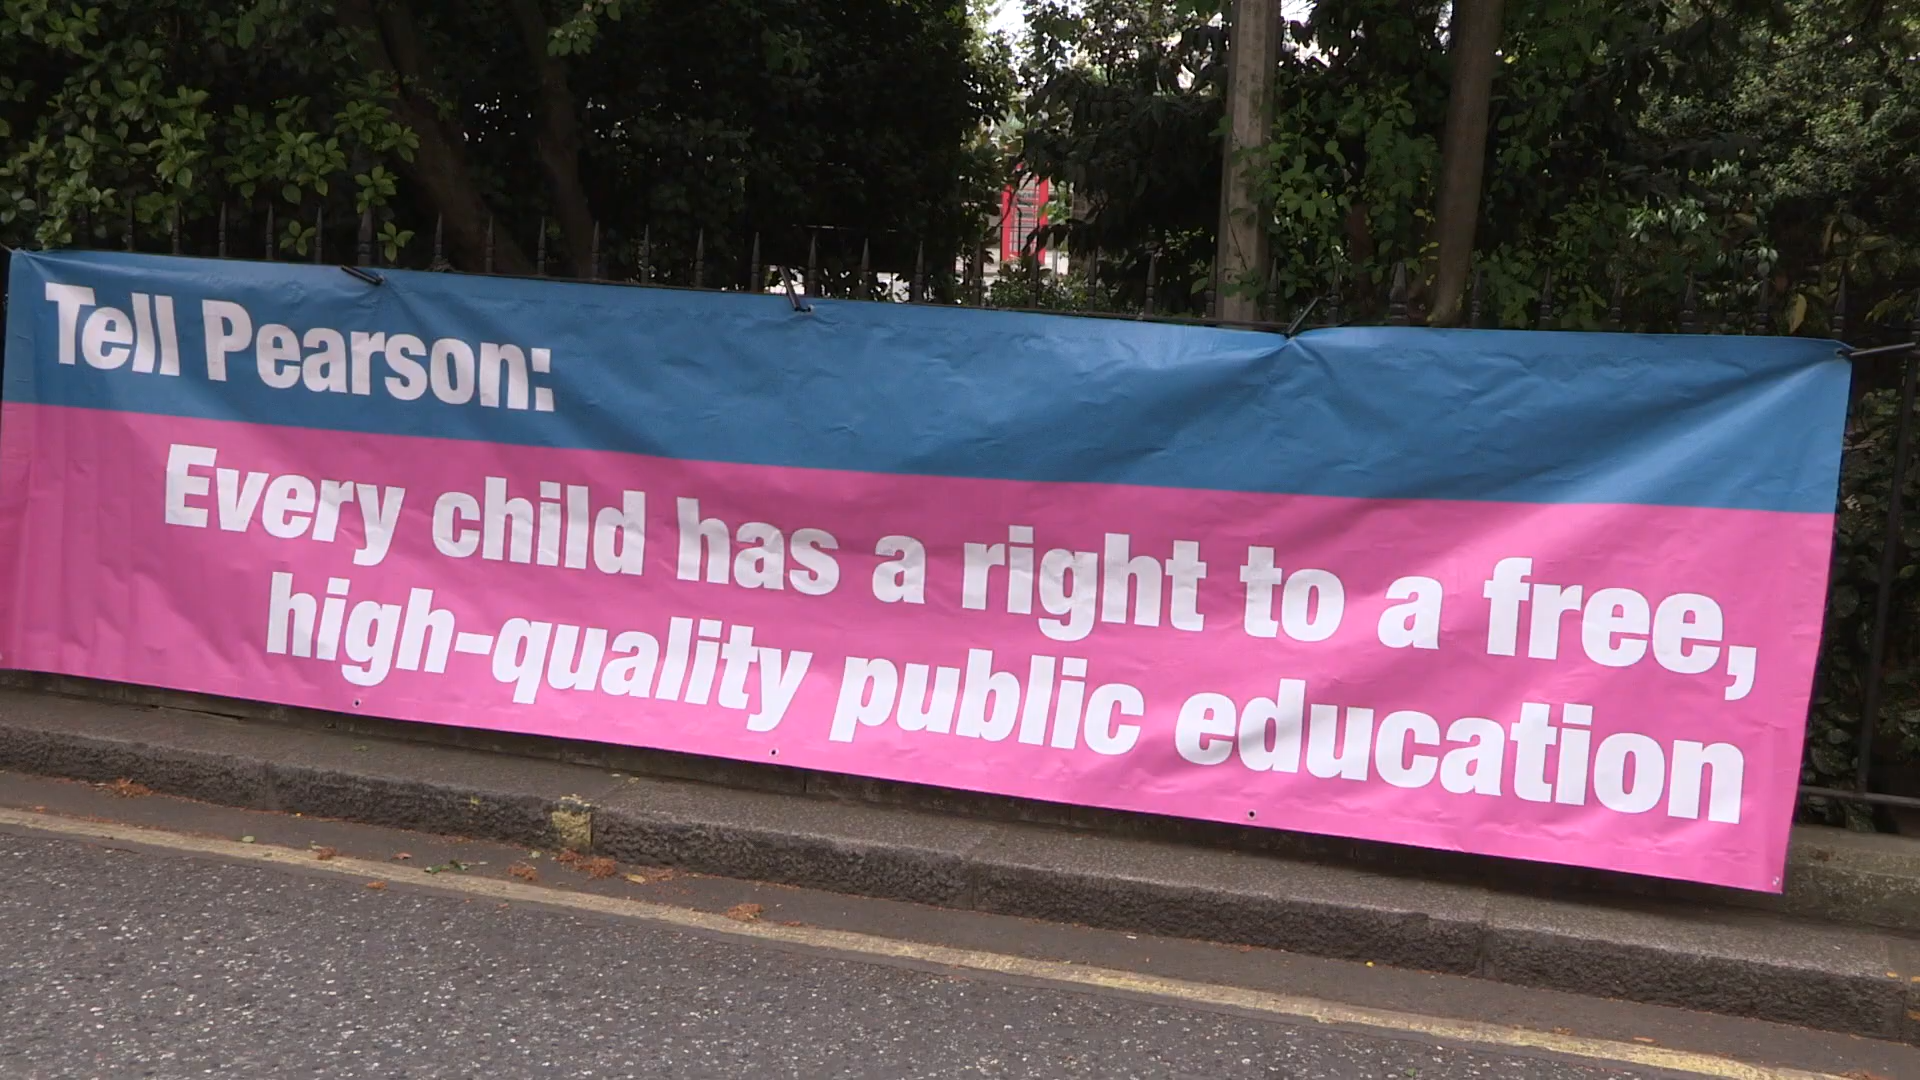 Tell Pearson:
Every child has a right to a free,
high-quality public education